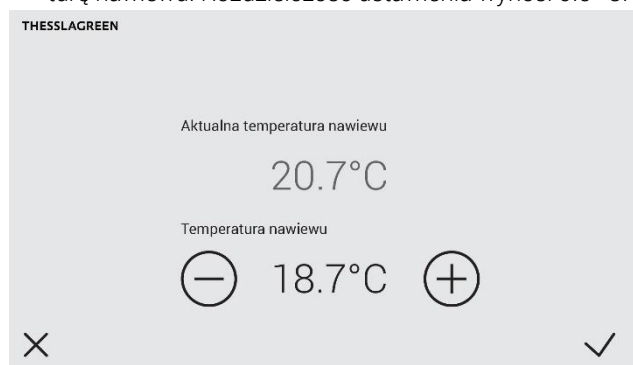 THESSLAGREEN
Aktualna temperatura nawiewu
20.7°C
Temperatura nawiewu
18.7°C